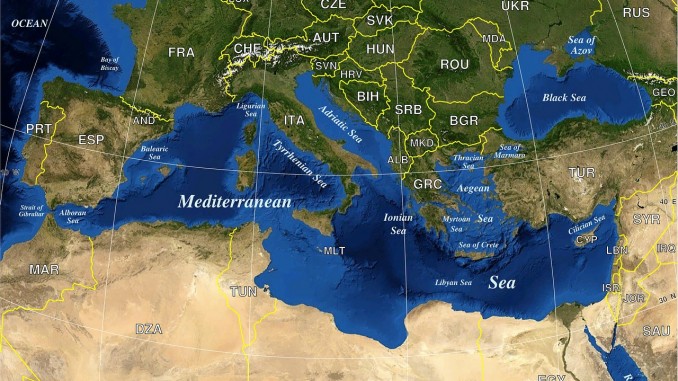 CZE
UKR
RUS
OCEAN
SVK
AUT
HUN
MDA
Sea of
Azov
FRA
CHE
Bay of
Biscay
SVN
HRV
ROU
GEO
BIH
SRB
Black Sea
Ligurian
Sea
ITA
Adriatic Sea
BGR
PRT
ESP
AND
MKD
ALB
Thracian
Sea
Sea of
Marmara
Balearic
Sea
Tyrrhenian Sea
TUR
GRC
Aegean
Sea
Mediterranean
Sea
Strait of
Gibraltar
Alboran
Sea
Ionian
Sea
Myrtoan
Sea
Cilician Sea
40 E
SYR
CYP
Sea of Crete
MLT
LBN
IRQ
MAR
TUN
Libyan Sea
ISR
JOR
30 N
DZA
SAU
EGY